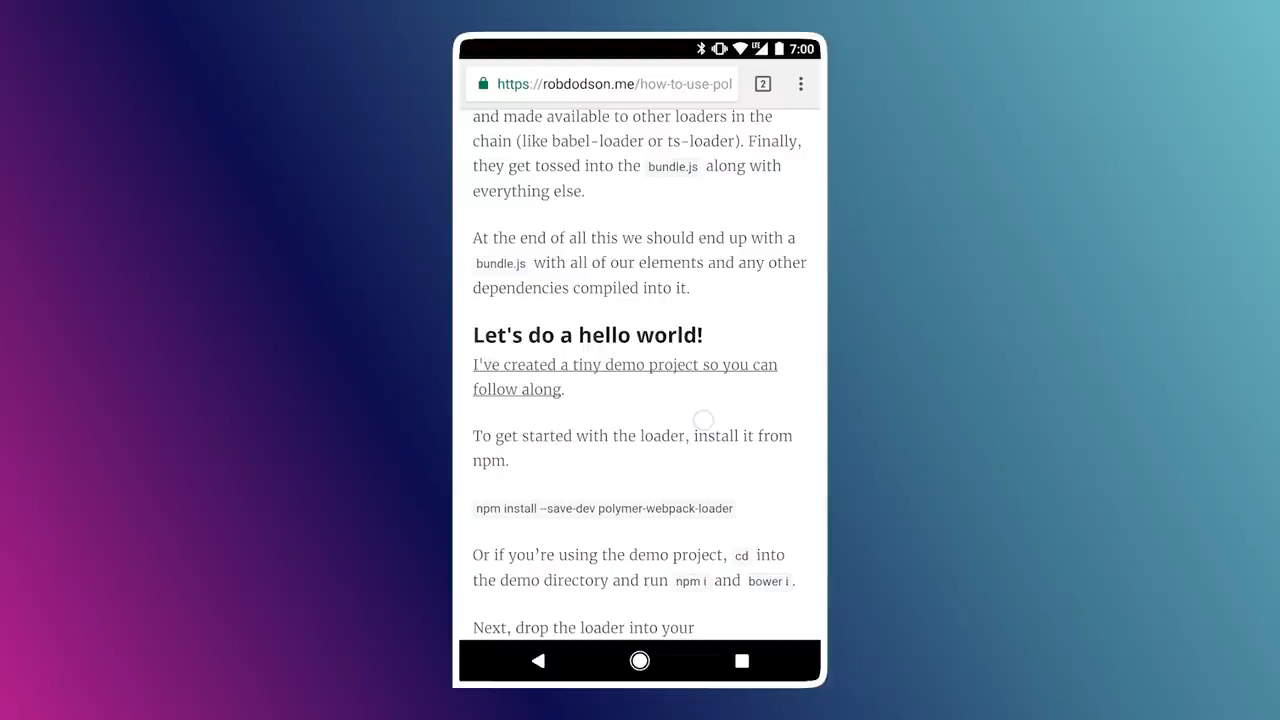 LTE 7:00
https://robdodson.me/how-to-use-pol 2
and made available to other loaders in the
chain (like babel-loader or ts-loader). Finally,
they get tossed into the bundle.js along with
everything else.
At the end of all this we should end up with a
bundle.js with all of our elements and any other
dependencies compiled into it.
Let's do a hello world!
I've created a tiny demo project so you can
follow along.
To get started with the loader, install it from
npm.
npm install --save-dev polymer-webpack-loader
Or if you’re using the demo project, cd into
the demo directory and run npm i and bower i.
Next, drop the loader into your